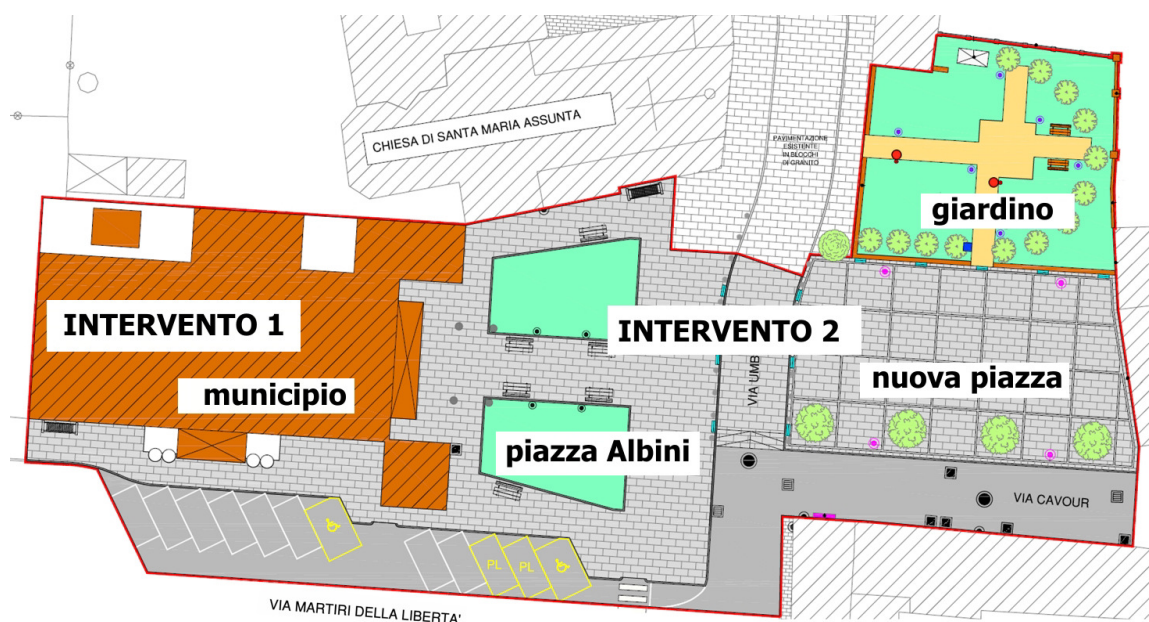 CHIESA DI SANTA MARIA ASSUNTA
PAVIMENTAZIONE
ESISTENTE
IN BLOCCHI
DI GRANITO
giardino
INTERVENTO 1
INTERVENTO 2
municipio
nuova piazza
VIA UMB
piazza Albini
VIA CAVOUR
PL
PL
VIA MARTIRI DELLA LIBERTA'